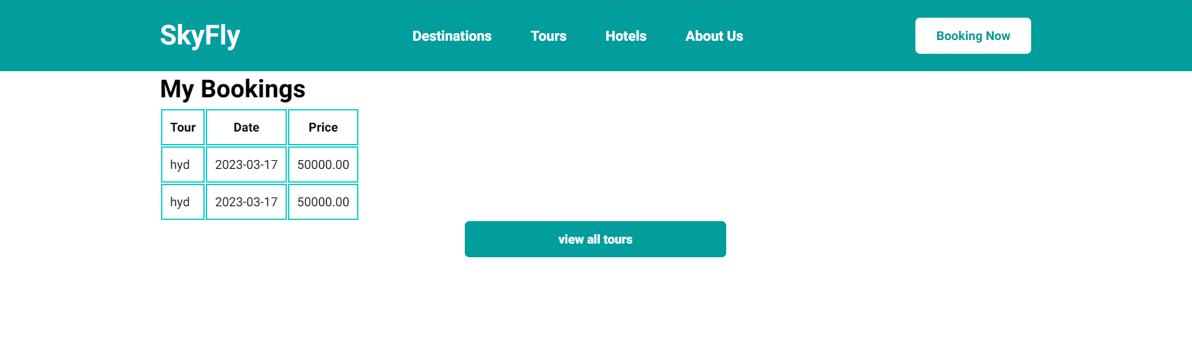 SkyFly Destinations Tours Hotels About Us Booking Now
My Bookings
Tour Date Price
hyd 2023-03-17 50000.00
hyd 2023-03-17 50000.00
view all tours